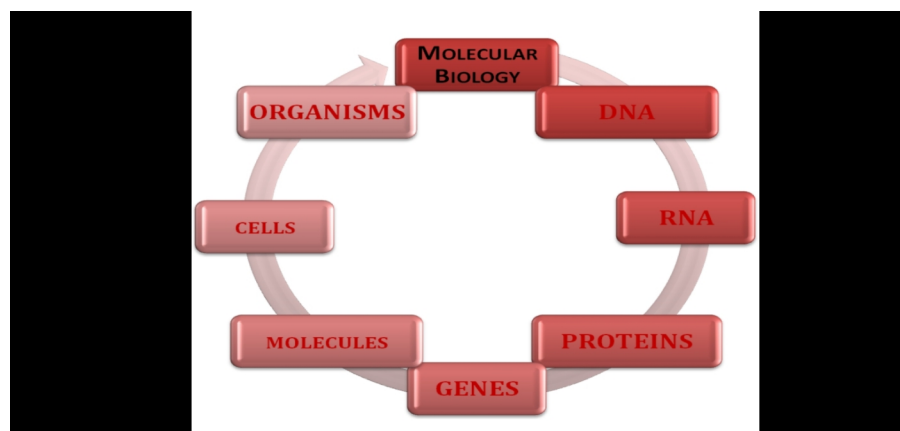 MOLECULAR
BIOLOGY
DNA
RNA
PROTEINS
GENES
MOLECULES
CELLS
ORGANISMS